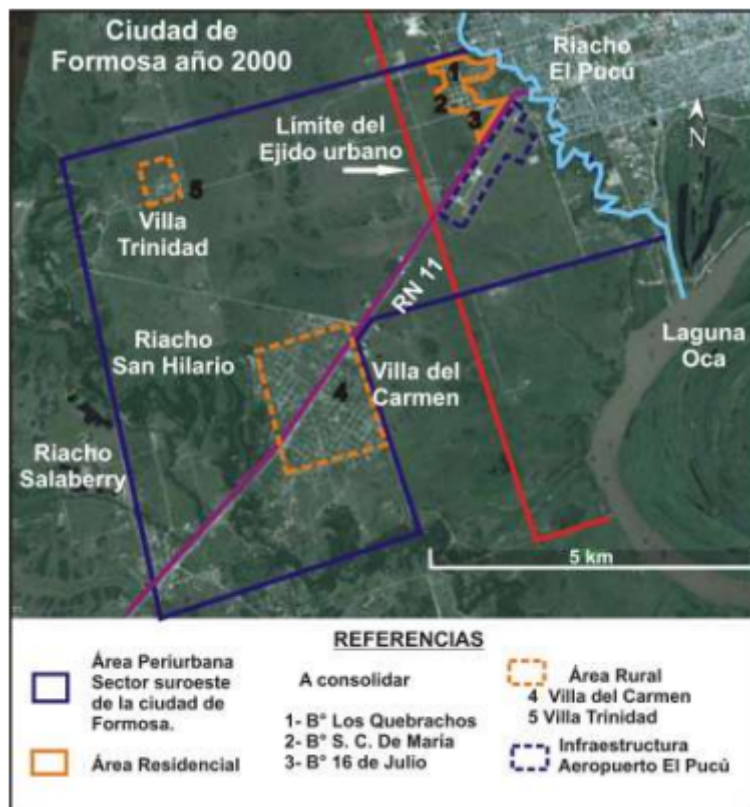 Ciudad de
Formosa año 2000
Riacho
El Pucú
1
2
3
Límite del
Ejido urbano
N
5
Villa
Trinidad
RN 11
Riacho
San Hilario
Laguna
Oca
4
Villa del
Carmen
Riacho
Salaberry
5 km
REFERENCIAS
Área Periurbana
Sector suroeste
de la ciudad de
Formosa.
Área Residencial
A consolidar
1- B° Los Quebrachos
2- B° S. C. De María
3- B° 16 de Julio
Área Rural
4 Villa del Carmen
5 Villa Trinidad
Infraestructura
Aeropuerto El Pucú